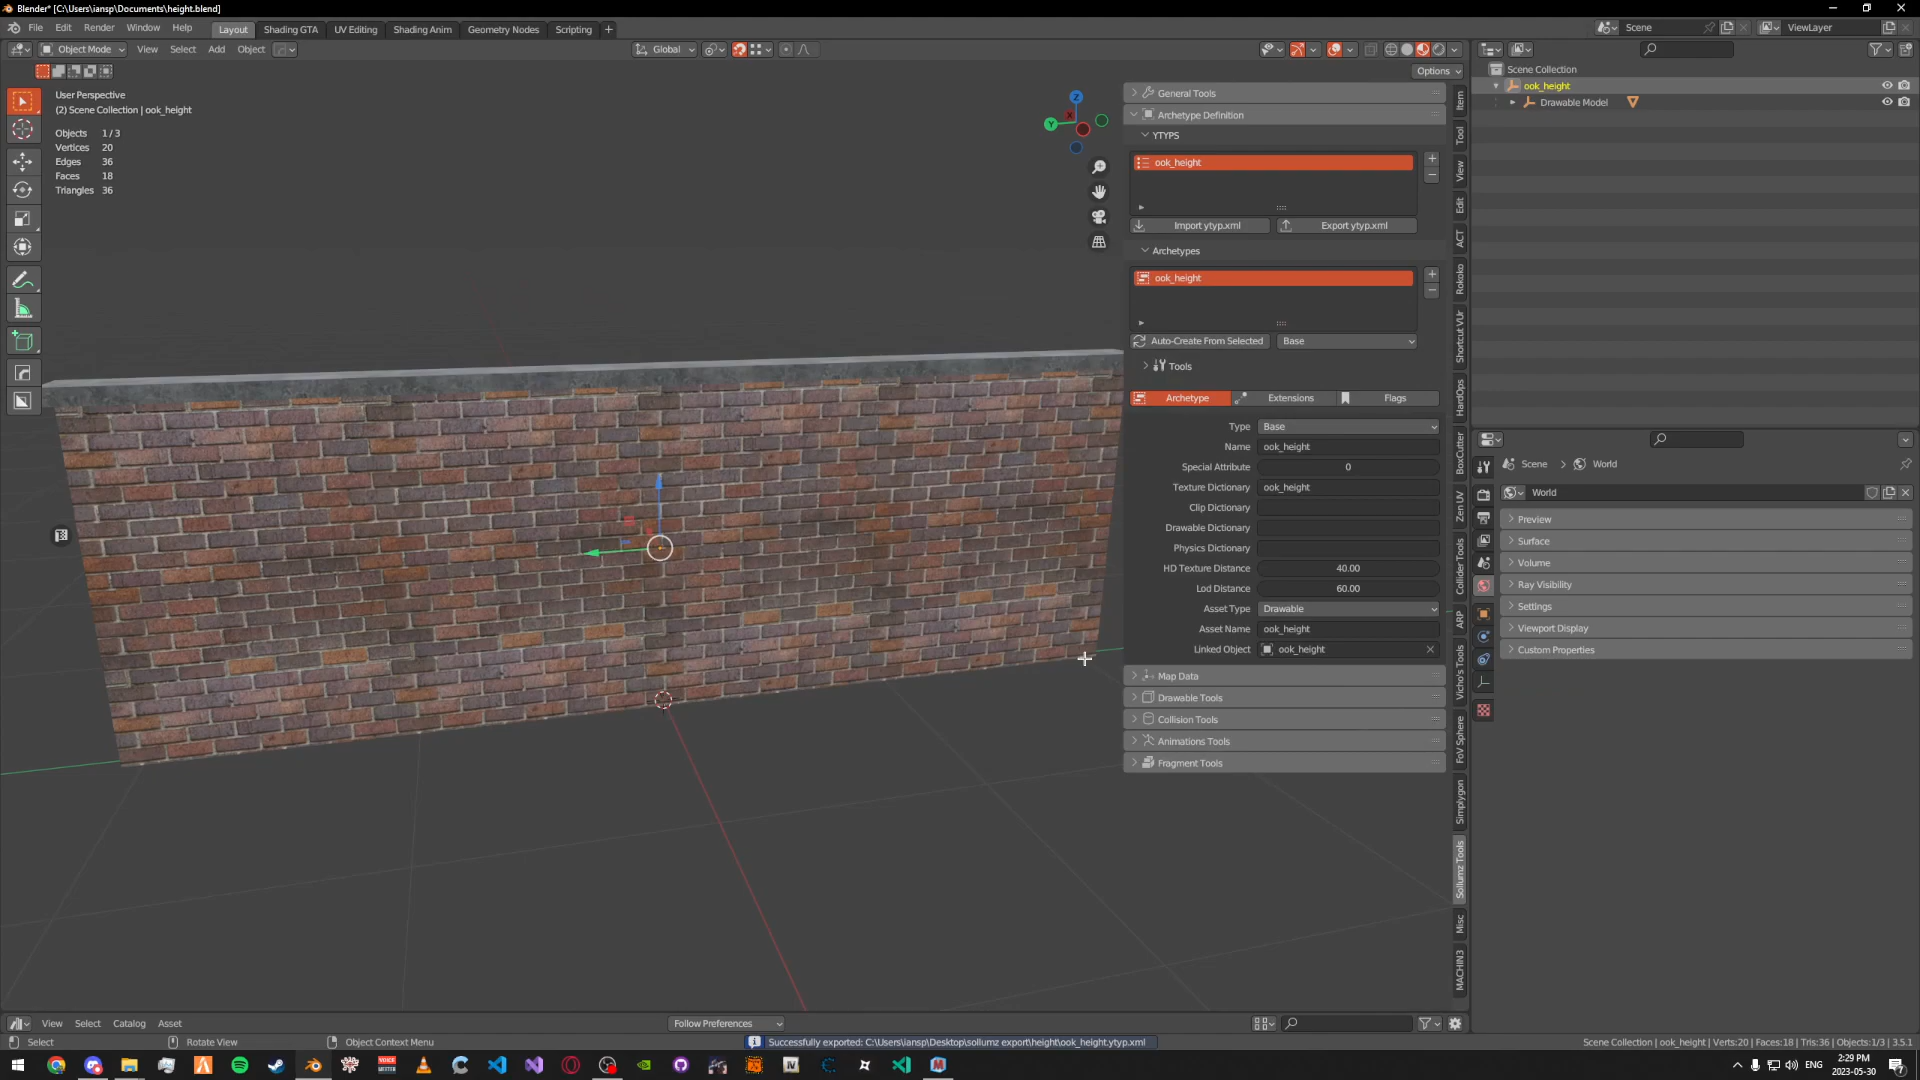 Blender* [C:\Users\iansp\Documents\height.blend]
File Edit Render Window Help Layout Shading GTA UV Editing Shading Anim Geometry Nodes Scripting + Scene ViewLayer
Object Mode View Select Add Object Global
Options
User Perspective
(2) Scene Collection | ook_height
Objects 1 / 3
Vertices 20
Edges 36
Faces 18
Triangles 36
Z
Y
X
General Tools
Archetype Definition
YTYPS
ook_height
Import ytyp.xml Export ytyp.xml
Archetypes
ook_height
Auto-Create From Selected Base
Tools
Archetype Extensions Flags
Type Base
Name ook_height
Special Attribute 0
Texture Dictionary ook_height
Clip Dictionary
Drawable Dictionary
Physics Dictionary
HD Texture Distance 40.00
Lod Distance 60.00
Asset Type Drawable
Asset Name ook_height
Linked Object ook_height
Map Data
Drawable Tools
Collision Tools
Animations Tools
Fragment Tools
Item
Tool
View
Edit
ACT
Rokoko
Shortcut VUr
HardOps
BoxCutter
Zen UV
Collider Tools
ARP
Vicho's Tools
FoV Sphere
Simplygon
Sollumz Tools
Misc
MACHIN3
Scene Collection
ook_height
Drawable Model
Scene > World
World
Preview
Surface
Volume
Ray Visibility
Settings
Viewport Display
Custom Properties
View Select Catalog Asset Follow Preferences
Select Rotate View Object Context Menu Successfully exported: C:\Users\iansp\Desktop\sollumz export\height\ook_height.ytyp.xml Scene Collection | ook_height | Verts:20 | Faces:18 | Tris:36 | Objects:1/3 | 3.5.1
ENG
2:29 PM
2023-05-30